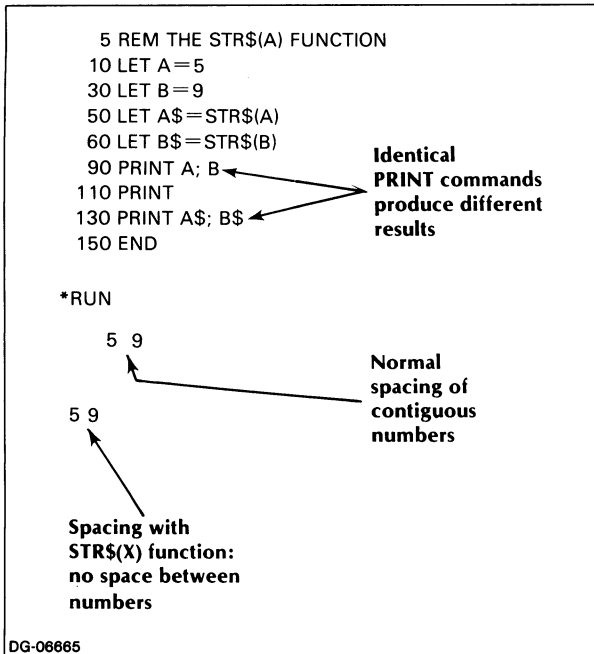 5 REM THE STR$(A) FUNCTION
10 LET A=5
30 LET B=9
50 LET A$=STR$(A)
60 LET B$=STR$(B)
90 PRINT A; B
110 PRINT
130 PRINT A$; B$
150 END
Identical
PRINT commands
produce different
results
*RUN
5 9
Normal
spacing of
contiguous
numbers
5 9
Spacing with
STR$(X) function:
no space between
numbers
DG-06665